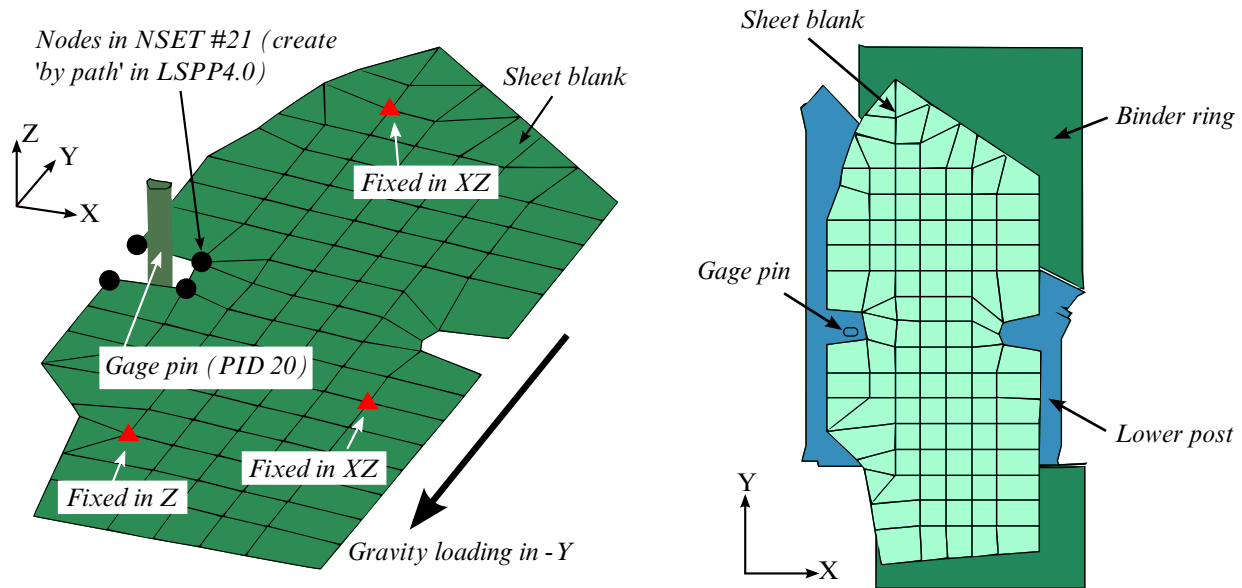 Nodes in NSET #21 (create
'by path' in LSPP4.0)
Sheet blank
Z
Y
X
Fixed in XZ
Gage pin (PID 20)
Fixed in XZ
Fixed in Z
Gravity loading in -Y
Sheet blank
Binder ring
Gage pin
Lower post
Y
X